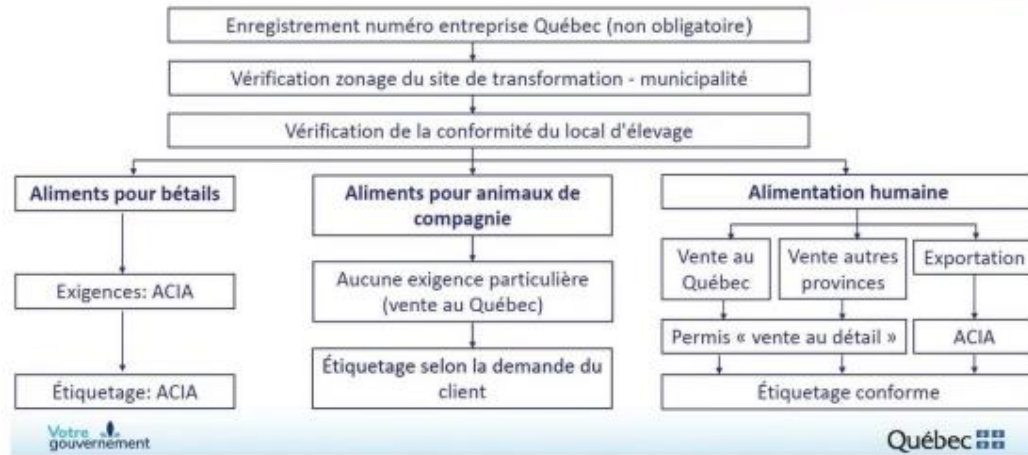 Enregistrement numéro entreprise Québec (non obligatoire)
Vérification zonage du site de transformation - municipalité
Vérification de la conformité du local d'élevage
Aliments pour bétails
Exigences: ACIA
Étiquetage: ACIA
Aliments pour animaux de
compagnie
Aucune exigence particulière
(vente au Québec)
Étiquetage selon la demande du
client
Alimentation humaine
Vente au
Québec
Vente autres
provinces
Exportation
Permis « vente au détail »
ACIA
Étiquetage conforme
Votre
gouvernement
Québec